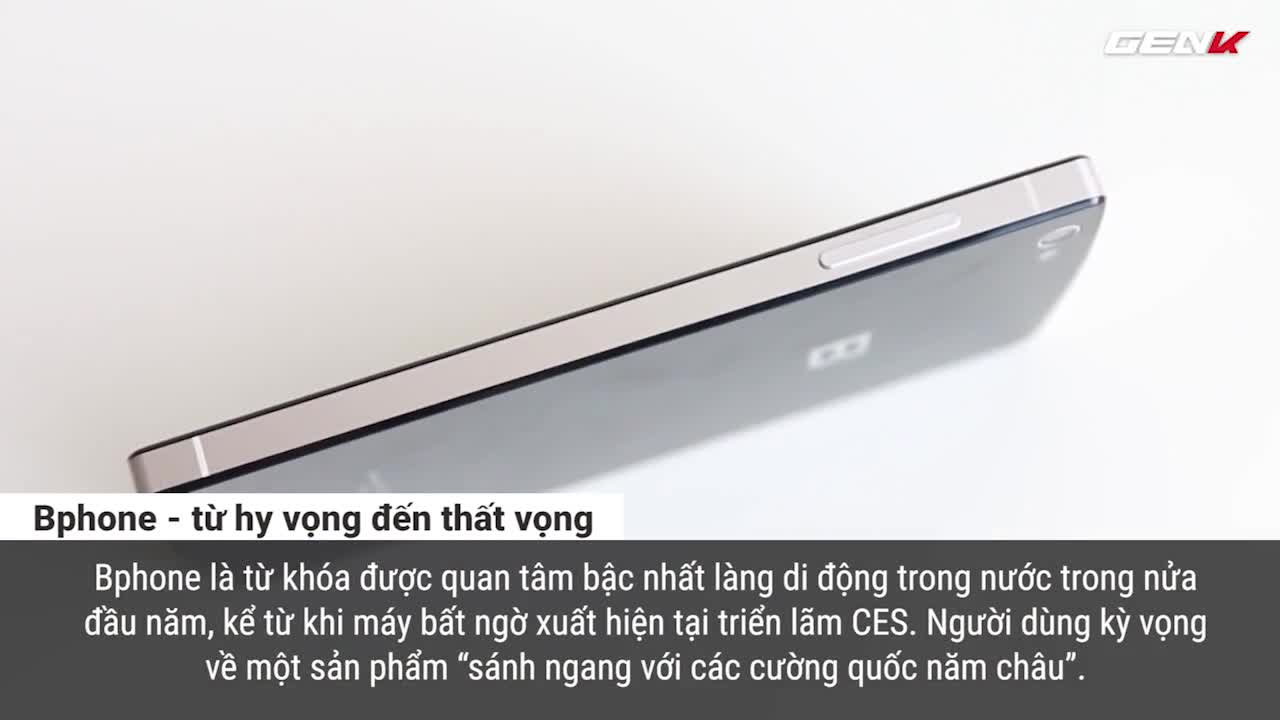 GENK
Bphone - từ hy vọng đến thất vọng
Bphone là từ khóa được quan tâm bậc nhất làng di động trong nước trong nửa
đầu năm, kể từ khi máy bất ngờ xuất hiện tại triển lãm CES. Người dùng kỳ vọng
về một sản phẩm “sánh ngang với các cường quốc năm châu”.